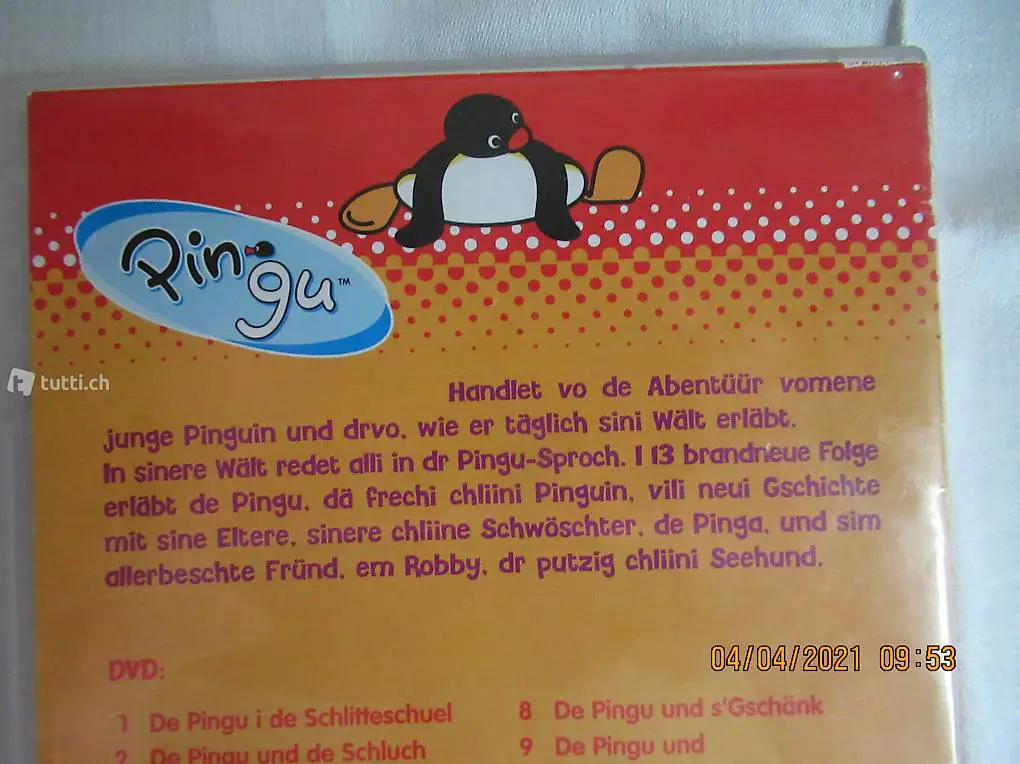 Pingu™
tutti.ch
Handlet vo de Abentüür vomene
junge Pinguin und drvo, wie er täglich sini Wält erläbt.
In sinere Wält redet alli in dr Pingu-Sproch. I 13 brandneue Folge
erläbt de Pingu, dä frechi chliini Pinguin, vili neui Gschichte
mit sine Eltere, sinere chliine Schwöschter, de Pinga, und sim
allerbeschte Fründ, em Robby, dr putzig chliini Seehund.
04/04/2021 09:53
DVD:
1 De Pingu i de Schlitteschuel
8 De Pingu und s'Gschänk
2 De Pingu und de Schluch
9 De Pingu und